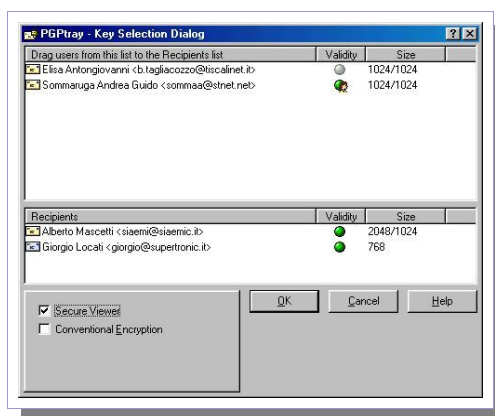 PGPtray - Key Selection Dialog
Drag users from this list to the Recipients list Validity Size
Elisa Antongiovanni <b.tagliacozzo@tiscalinet.it> 1024/1024
Sommaruga Andrea Guido <sommaa@stnet.net> 1024/1024
Recipients Validity Size
Alberto Mascetti <siaemi@siaemic.it> 2048/1024
Giorgio Locati <giorgio@supertronic.it> 768
OK Cancel Help
Secure Viewer
Conventional Encryption